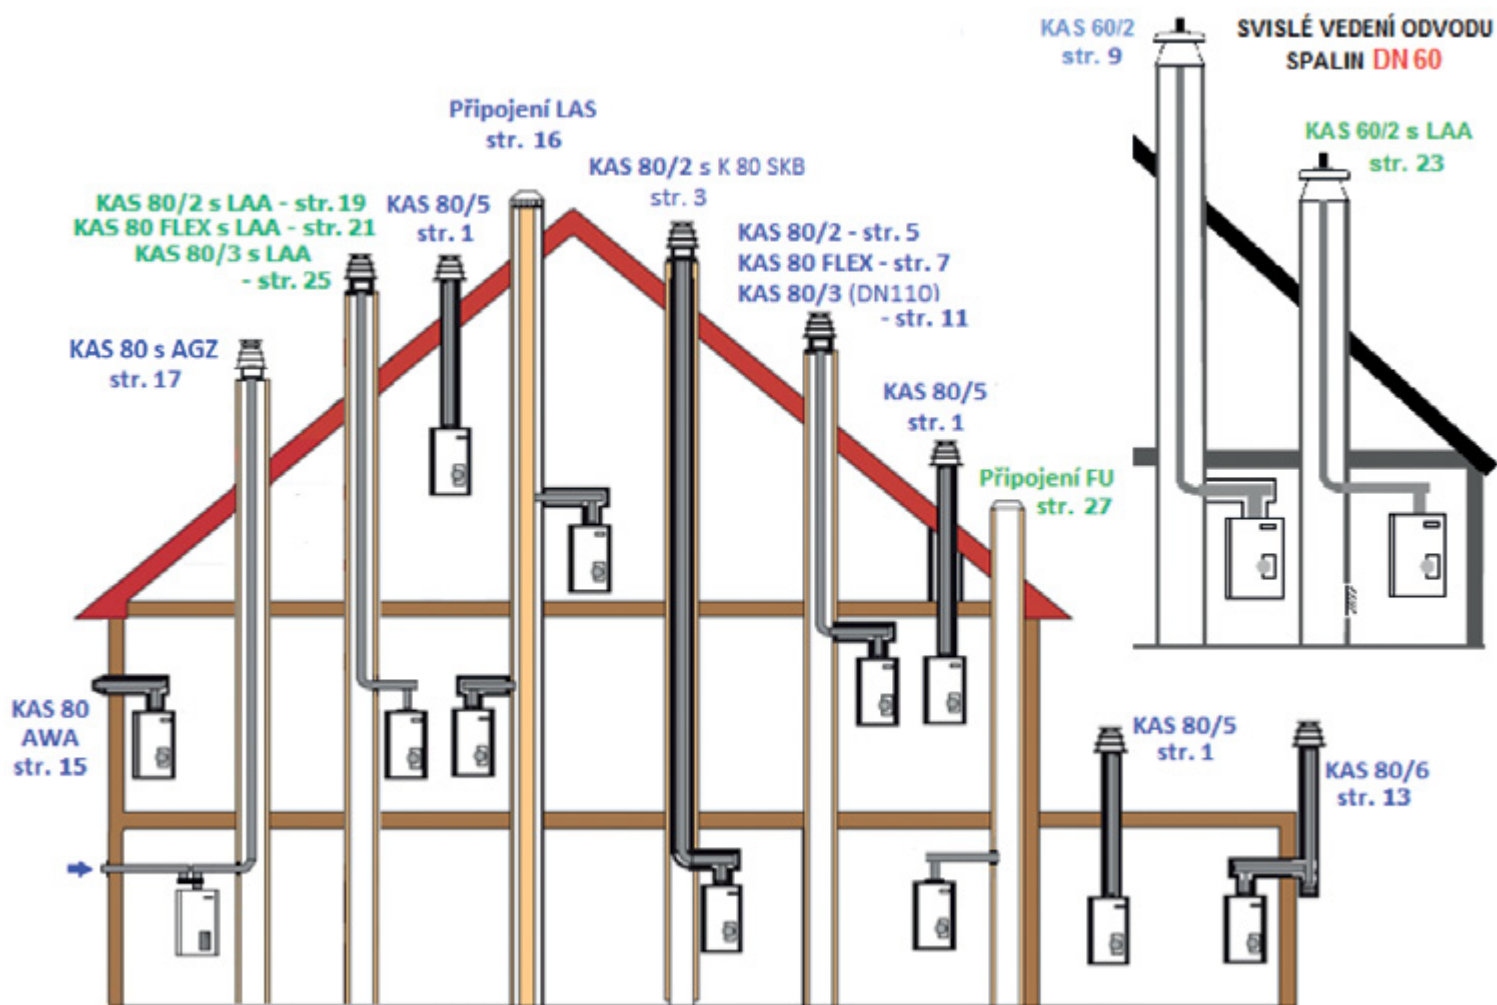 KAS 60/2
str. 9
SVISLÉ VEDENÍ ODVODU
SPALIN DN 60
KAS 60/2 s LAA
str. 23
Připojení LAS
str. 16
KAS 80/2 s K 80 SKB
str. 3
KAS 80/2 s LAA - str. 19
KAS 80 FLEX s LAA - str. 21
KAS 80/3 s LAA
- str. 25
KAS 80/5
str. 1
KAS 80/2 - str. 5
KAS 80 FLEX - str. 7
KAS 80/3 (DN110)
- str. 11
KAS 80 s AGZ
str. 17
KAS 80/5
str. 1
Připojení FU
str. 27
KAS 80
AWA
str. 15
KAS 80/5
str. 1
KAS 80/6
str. 13